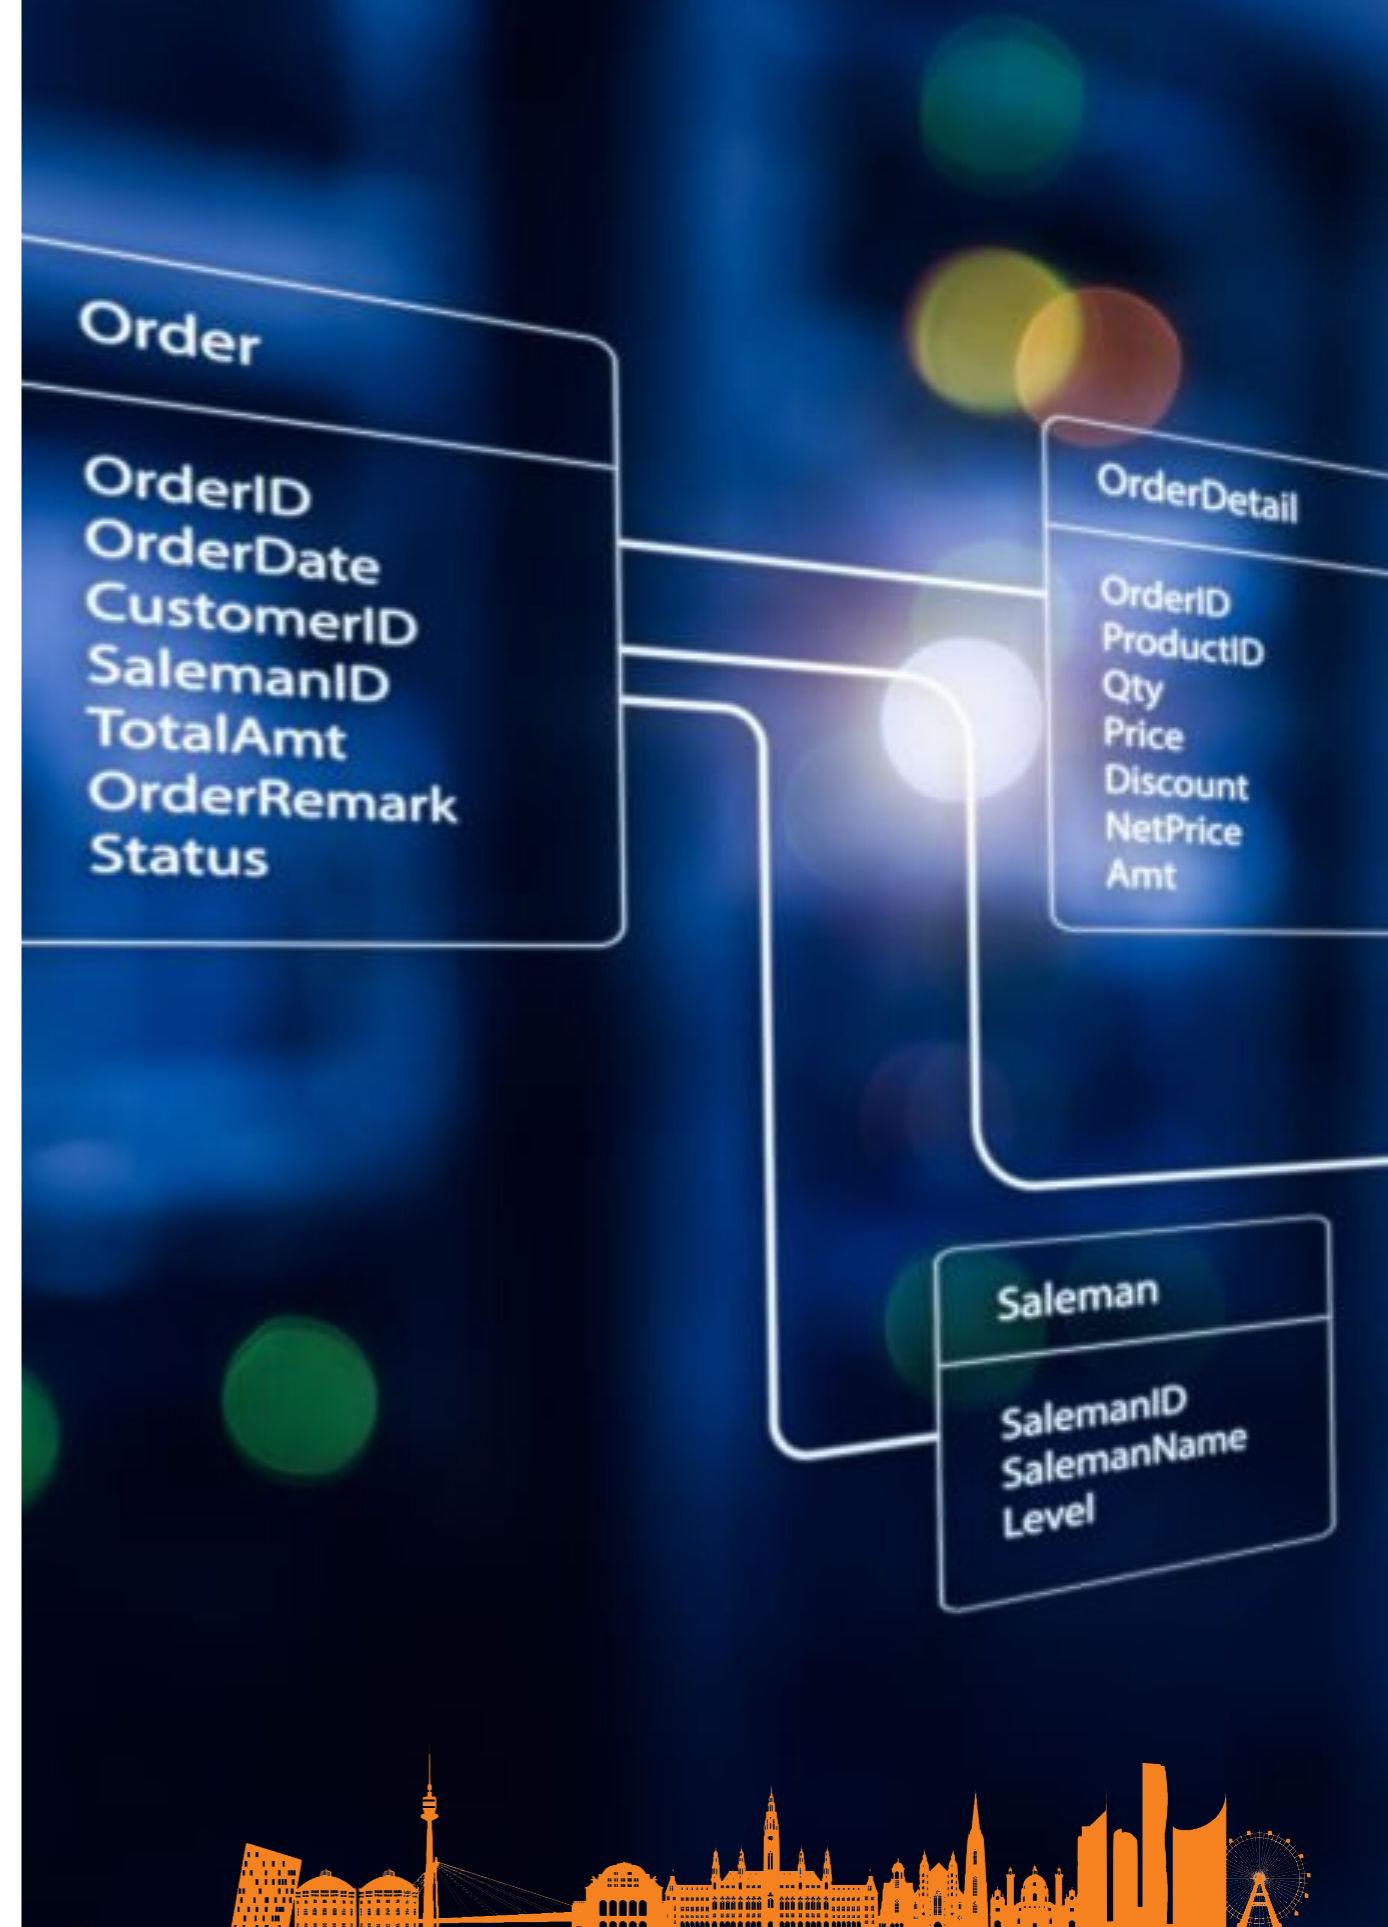 Order
OrderID
OrderDate
CustomerID
SalemanID
TotalAmt
OrderRemark
Status
OrderDetail
OrderID
ProductID
Qty
Price
Discount
NetPrice
Amt
Saleman
SalemanID
SalemanName
Level